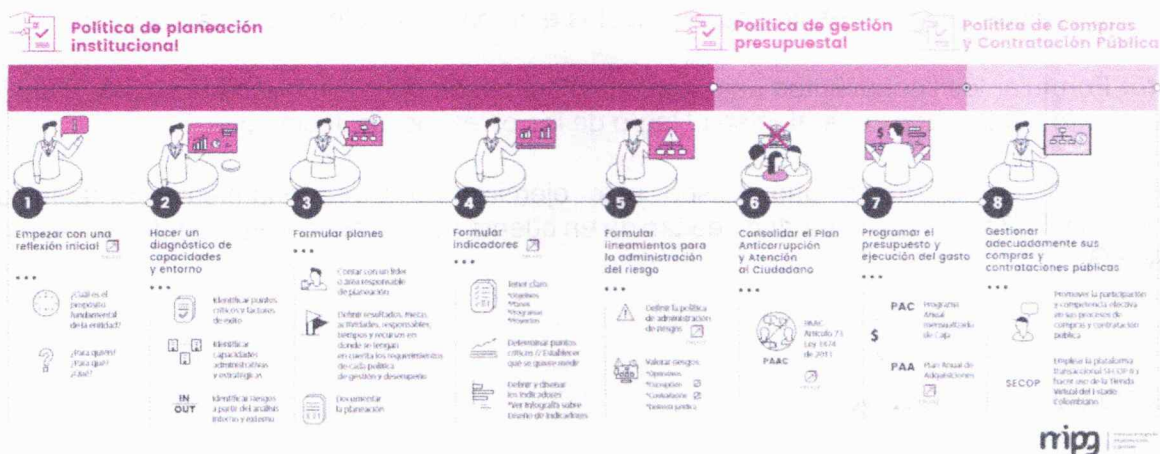 Política de planeación
institucional
Política de gestión
presupuestal
Política de Compras
y Contratación Pública
1
Empezar con una
reflexión inicial
¿Cuál es el
propósito
fundamental
de la entidad?
¿Para quién?
¿Para qué?
2
Hacer un
diagnóstico de
capacidades
y entorno
Identificar puntos
críticos y factores
de éxito
Identificar
capacidades
administrativas
y estratégicas
IN
OUT
Identificar riesgos
a partir del análisis
interno y externo
3
Formular planes
Contar con un líder
o área responsable
de planeación
Definir resultados, metas,
actividades, responsables,
tiempos y recursos en
donde se tengan
en cuenta los requerimientos
de cada política
de gestión y desempeño
Documentar
la planeación
4
Formular
indicadores
Tener claro
*Objetivos
*Planes
*Programas
*Proyectos
Determinar puntos
críticos // Establecer
qué se quiere medir
Definir y diseñar
los indicadores
*Ver Infografía sobre
Diseño de Indicadores
5
Formular
lineamientos para
la administración
del riesgo
Definir la política
de administración
de riesgos
Valorar riesgos
*Corrupción
*Contratación
*Defensa jurídica
6
Consolidar el Plan
Anticorrupción
y Atención
al Ciudadano
PAAC
PAAC
Artículo 73
Ley 1474
de 2011
7
Programar el
presupuesto y
ejecución del gasto
PAC
Programa
Anual
mensualizado
de Caja
$
PAA
Plan Anual de
Adquisiciones
8
Gestionar
adecuadamente sus
compras y
contrataciones públicas
Promover la participación
y competencia efectiva
en sus procesos de
compras y contratación
pública
SECOP
Emplear la plataforma
transaccional SECOP II y
hacer uso de la Tienda
Virtual del Estado
Colombiano
mipg